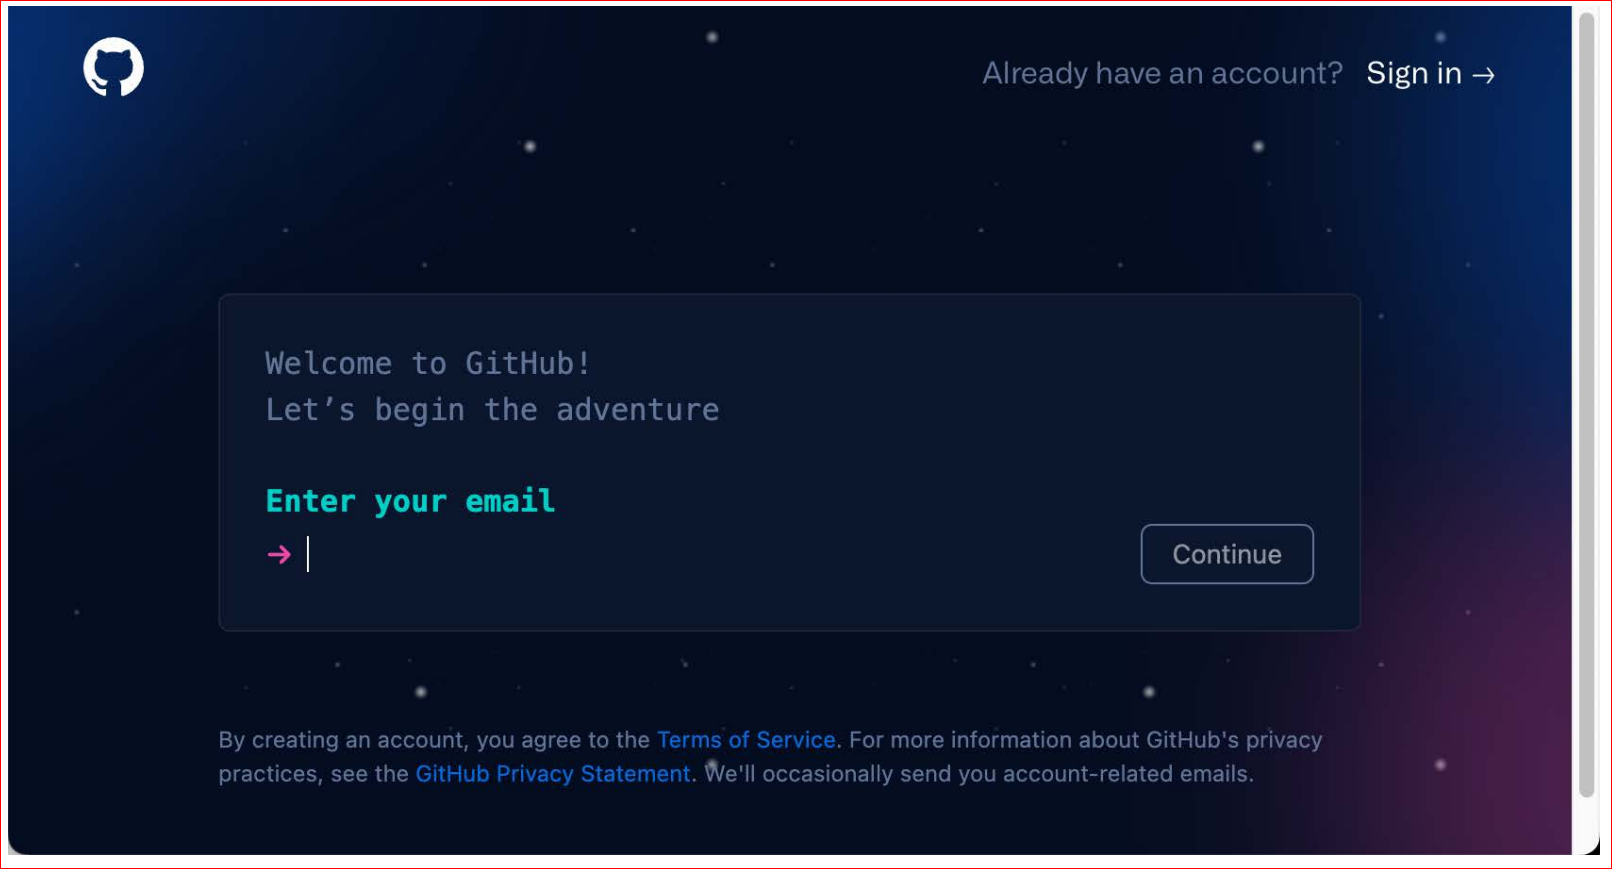 Already have an account? Sign in →
Welcome to GitHub!
Let’s begin the adventure
Enter your email
→
Continue
By creating an account, you agree to the Terms of Service. For more information about GitHub's privacy
practices, see the GitHub Privacy Statement. We'll occasionally send you account-related emails.